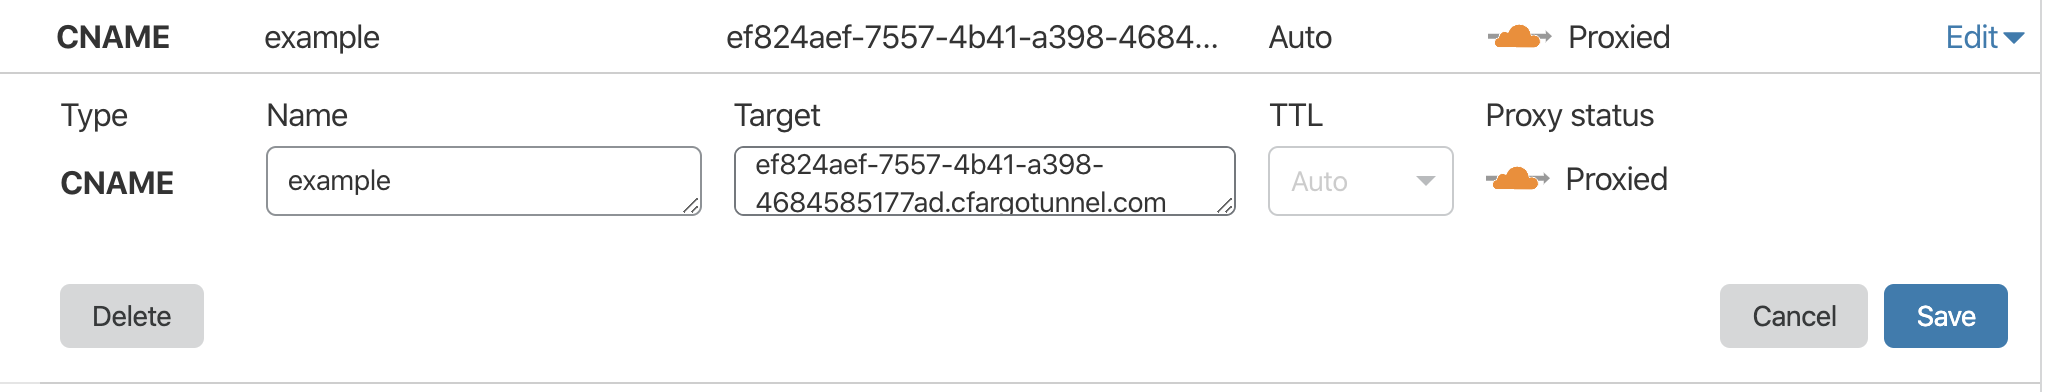 CNAME example ef824aef-7557-4b41-a398-4684... Auto Proxied Edit
Type Name Target TTL Proxy status
CNAME example ef824aef-7557-4b41-a398-
4684585177ad.cfargotunnel.com Auto Proxied
Delete Cancel Save